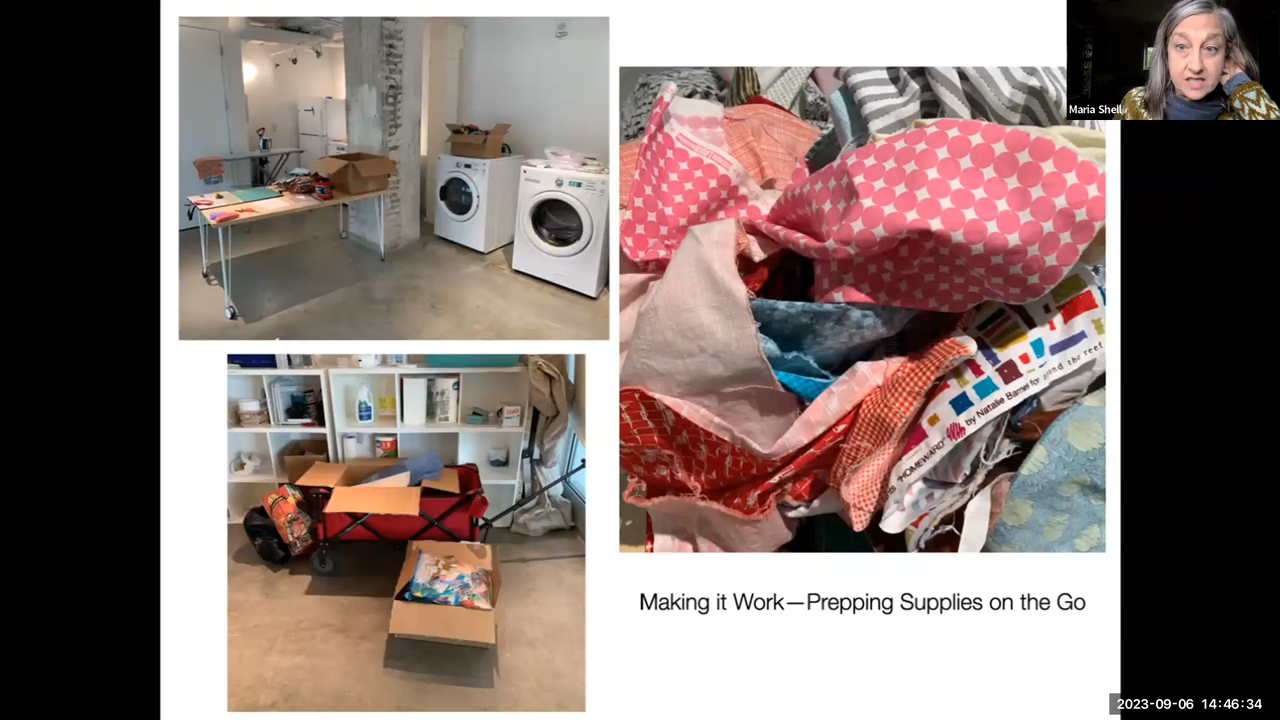 Maria Shell
by Natalie Barnes for
"HOMEWARD"
Making it Work—Prepping Supplies on the Go
2023-09-06 14:46:34